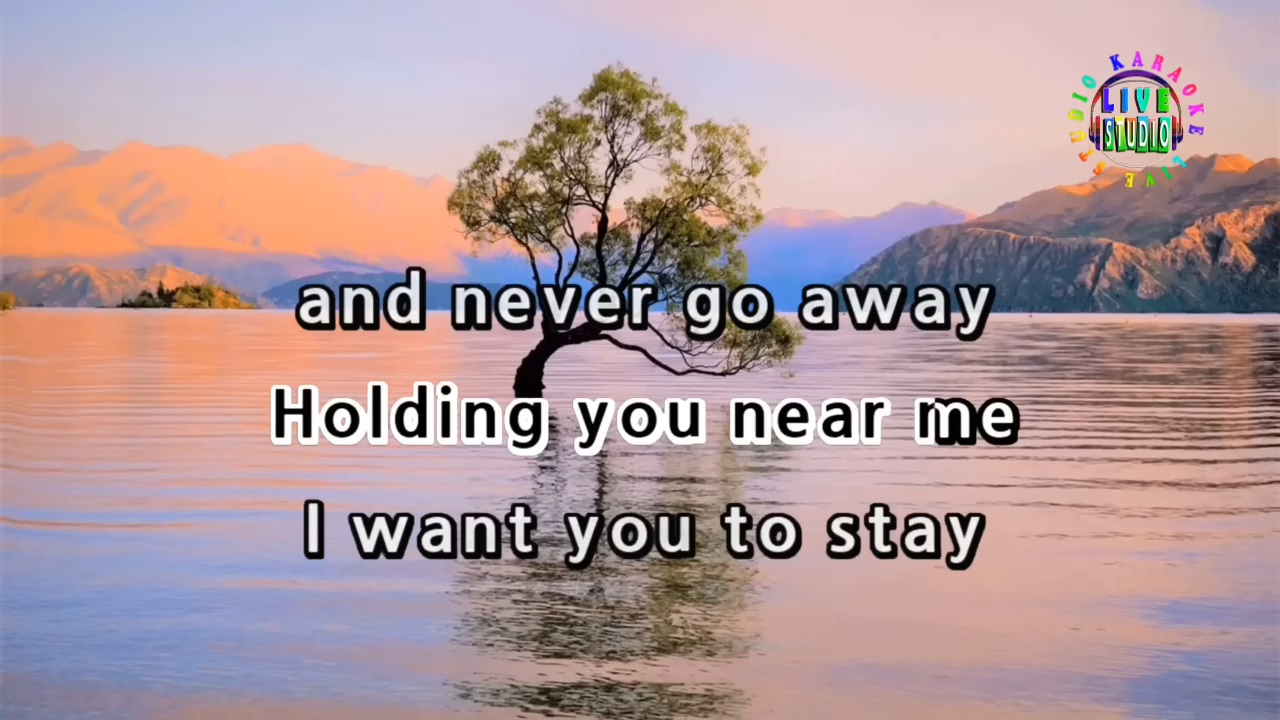 KARAOKE
LIVE STUDIO
LIVE
STUDIO
and never go away
Holding you near me
I want you to stay